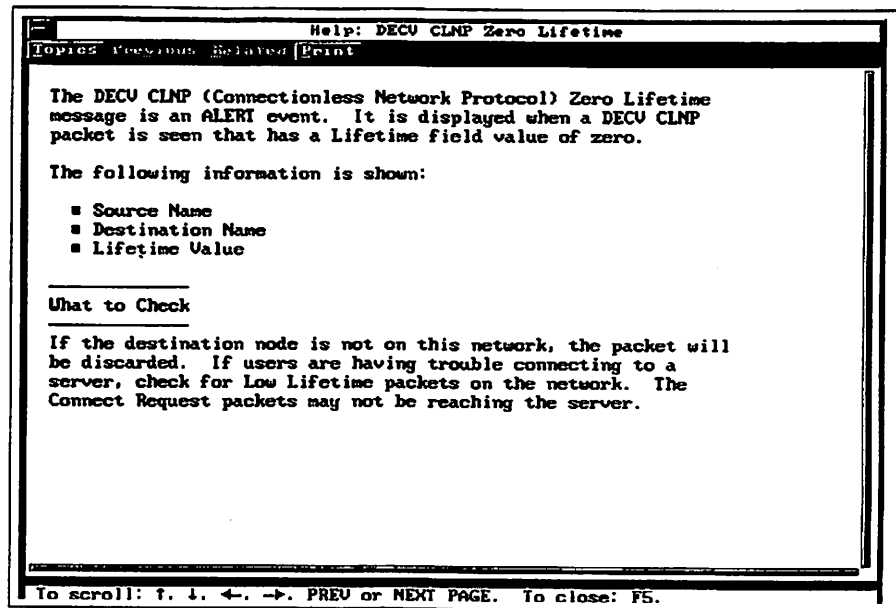 Help: DECV CLNP Zero Lifetime
Topics Previous Related Print
The DECV CLNP (Connectionless Network Protocol) Zero Lifetime
message is an ALERT event. It is displayed when a DECV CLNP
packet is seen that has a Lifetime field value of zero.
The following information is shown:
■ Source Name
■ Destination Name
■ Lifetime Value
What to Check
If the destination node is not on this network, the packet will
be discarded. If users are having trouble connecting to a
server, check for Low Lifetime packets on the network. The
Connect Request packets may not be reaching the server.
To scroll: ↑, ↓, ←, →, PREV or NEXT PAGE. To close: F5.